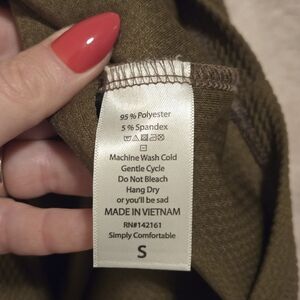 95% Polyester
5% Spandex
Machine Wash Cold
Gentle Cycle
Do Not Bleach
Hang Dry
or you'll be sad
MADE IN VIETNAM
RN#142161
Simply Comfortable
S